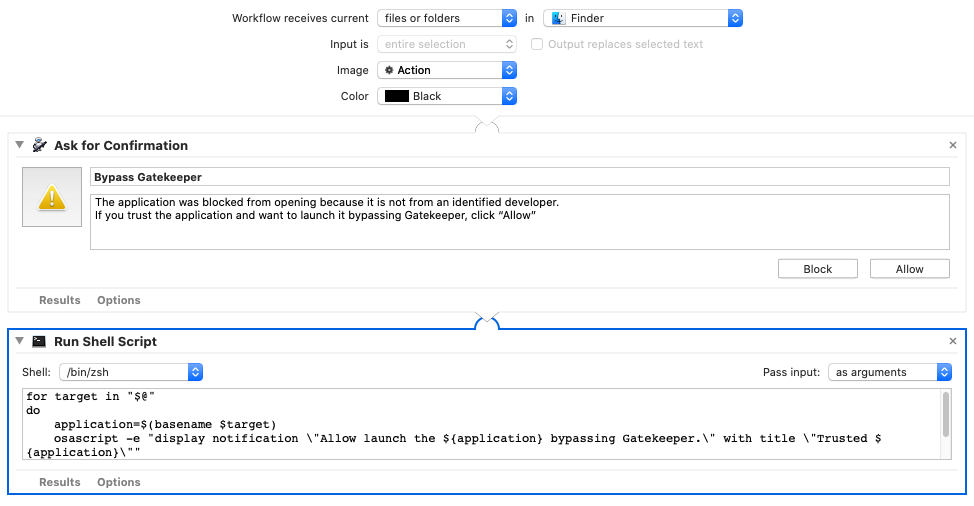 Workflow receives current files or folders in Finder
Input is entire selection Output replaces selected text
Image Action
Color Black
Ask for Confirmation
Bypass Gatekeeper
The application was blocked from opening because it is not from an identified developer.
If you trust the application and want to launch it bypassing Gatekeeper, click “Allow”
Block Allow
Results Options
Run Shell Script
Shell: /bin/zsh Pass input: as arguments
for target in "$@"
do
    application=$(basename $target)
    osascript -e "display notification \"Allow launch the ${application} bypassing Gatekeeper.\" with title \"Trusted $
{application}\""
Results Options